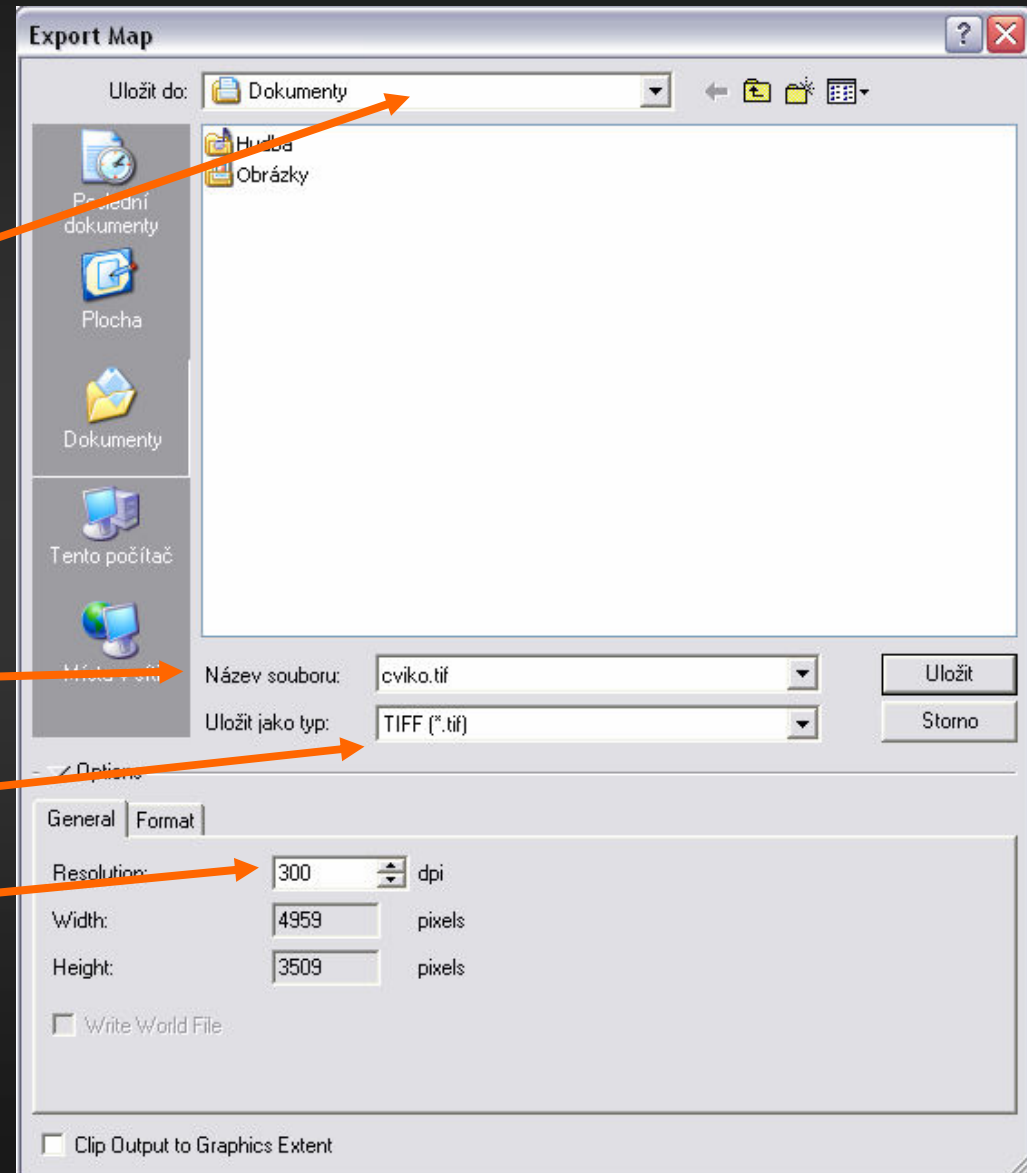 Export Map
Uložit do: Dokumenty
Hudba
Obrázky
Poslední
dokumenty
Plocha
Dokumenty
Tento počítač
Název souboru: cviko.tif Uložit
Uložit jako typ: TIFF (*.tif) Storno
Options
General Format
Resolution: 300 dpi
Width: 4959 pixels
Height: 3509 pixels
Write World File
Clip Output to Graphics Extent